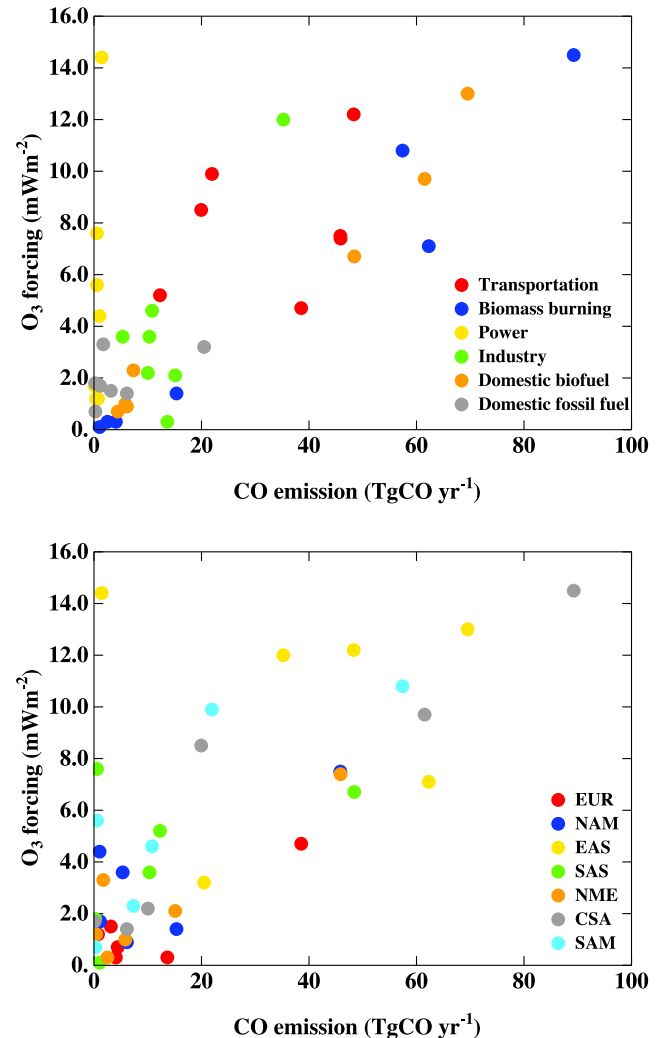 16.0
14.0
12.0
10.0
8.0
6.0
4.0
2.0
0.
O3 forcing (mWm-2)
Transportation
Biomass burning
Power
Industry
Domestic biofuel
Domestic fossil fuel
0 20 40 60 80 100
CO emission (TgCO yr-1)
16.0
14.0
12.0
10.0
8.0
6.0
4.0
2.0
0.
O3 forcing (mWm-2)
EUR
NAM
EAS
SAS
NME
CSA
SAM
0 20 40 60 80 100
CO emission (TgCO yr-1)